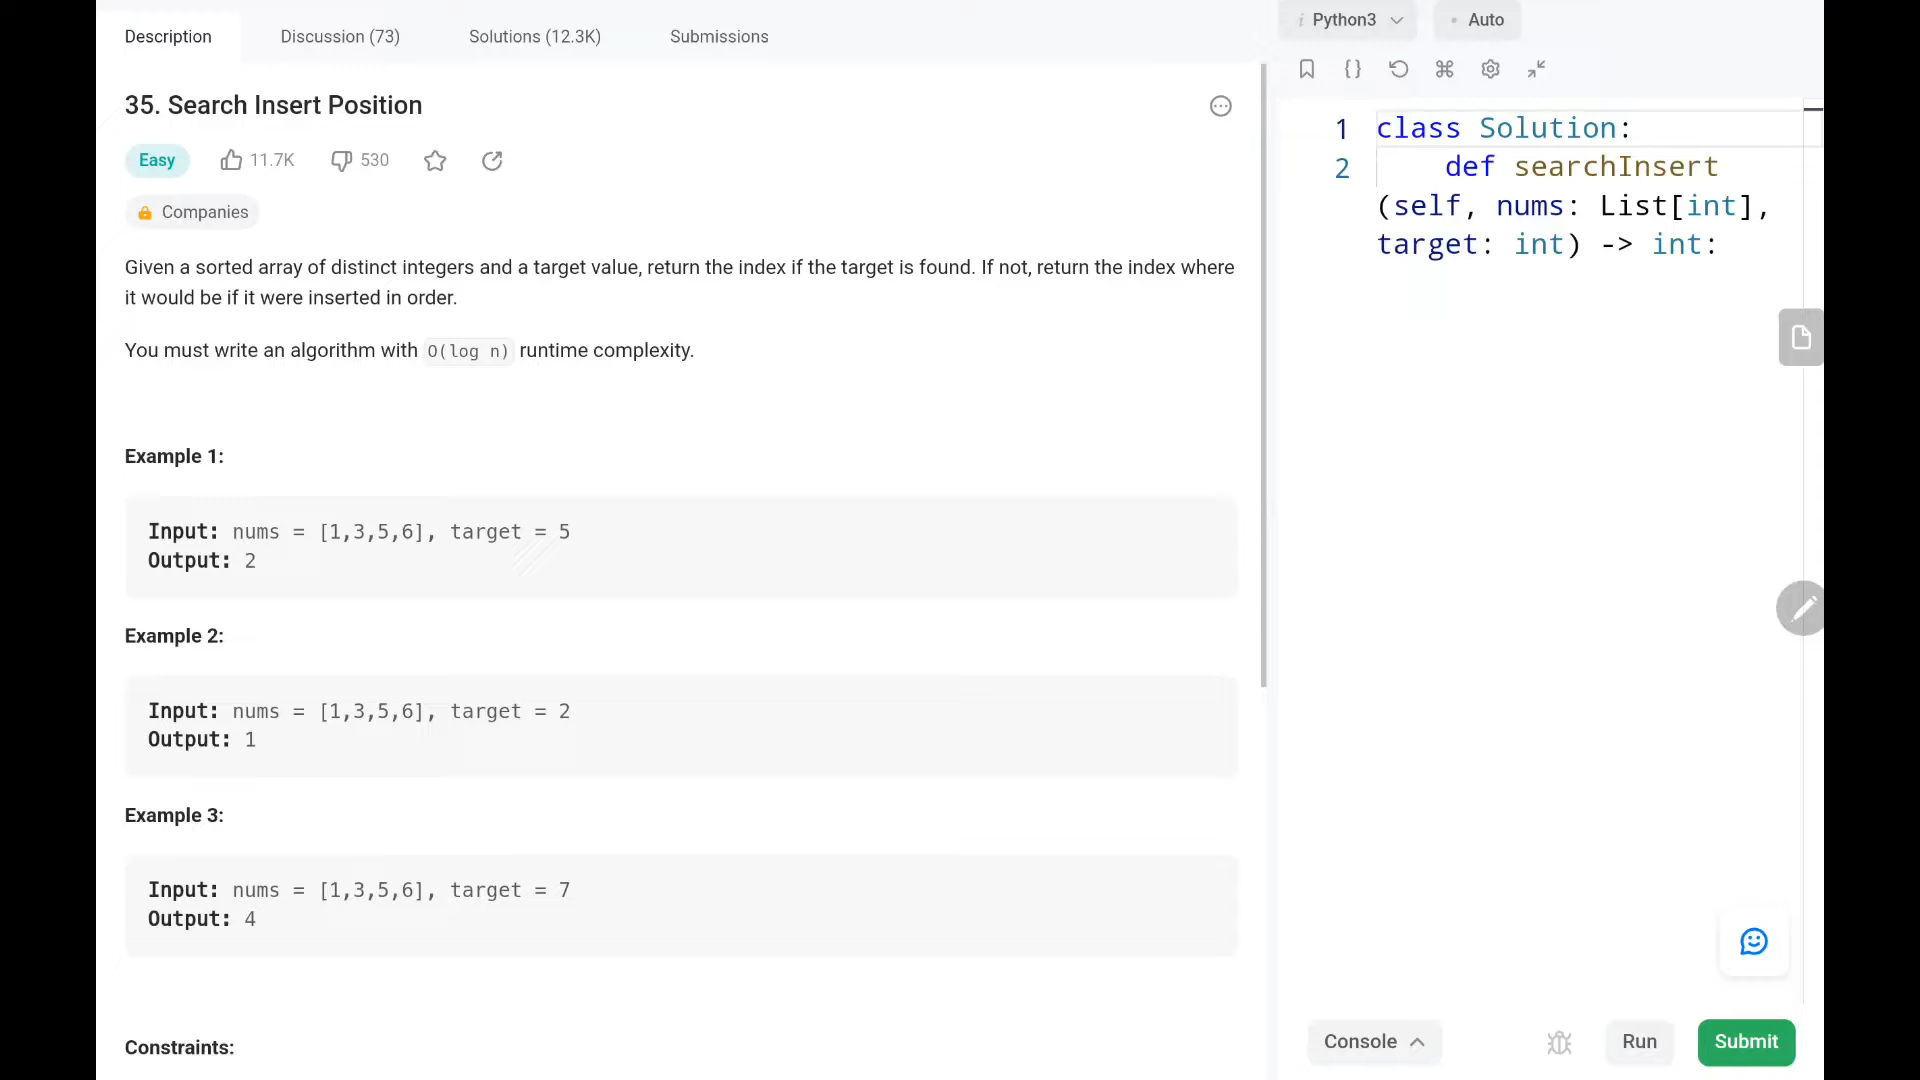 Description
Discussion (73)
Solutions (12.3K)
Submissions
35. Search Insert Position
Easy
11.7K
530
Companies
Given a sorted array of distinct integers and a target value, return the index if the target is found. If not, return the index where
it would be if it were inserted in order.
You must write an algorithm with O(log n) runtime complexity.
Example 1:
Input: nums = [1,3,5,6], target = 5
Output: 2
Example 2:
Input: nums = [1,3,5,6], target = 2
Output: 1
Example 3:
Input: nums = [1,3,5,6], target = 7
Output: 4
Constraints:
i Python3
Auto
1 class Solution:
2 def searchInsert
(self, nums: List[int],
target: int) -> int:
Console
Run
Submit